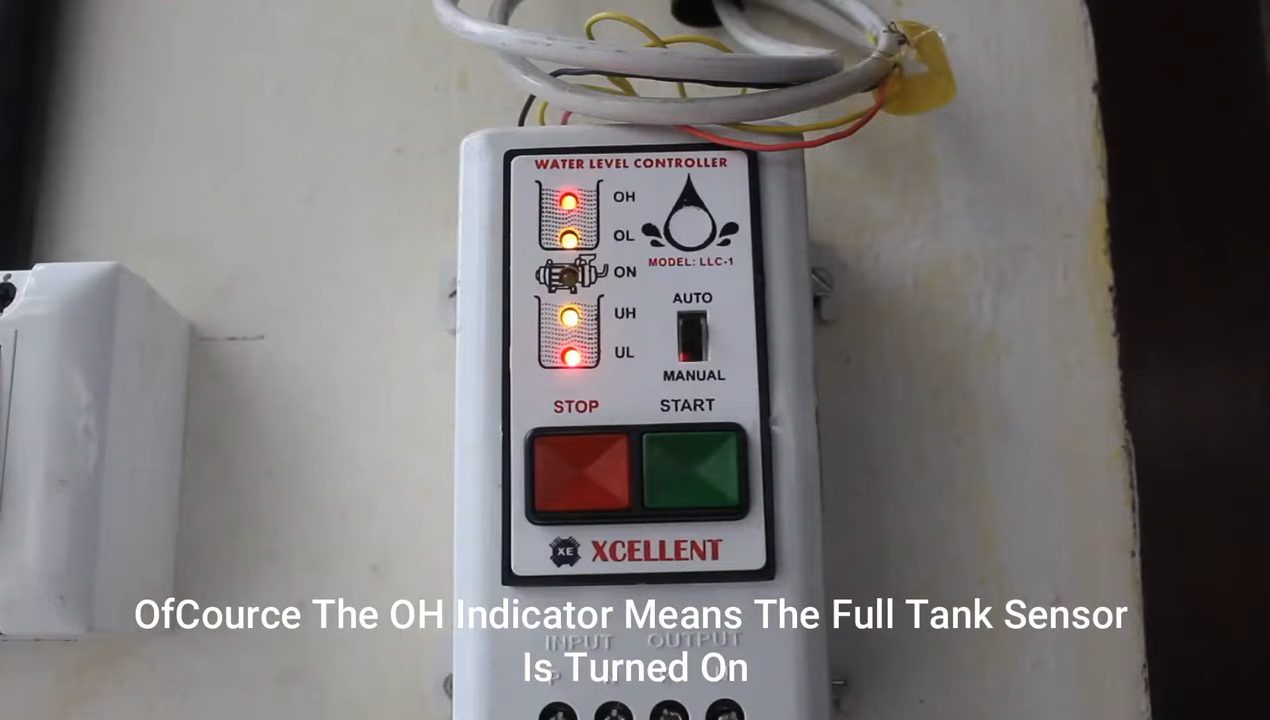 WATER LEVEL CONTROLLER
OH
OL
ON
UH
UL
MODEL: LLC-1
AUTO
MANUAL
STOP
START
XE XCELLENT
OfCource The OH Indicator Means The Full Tank Sensor
Is Turned On
INPUT OUTPUT
P